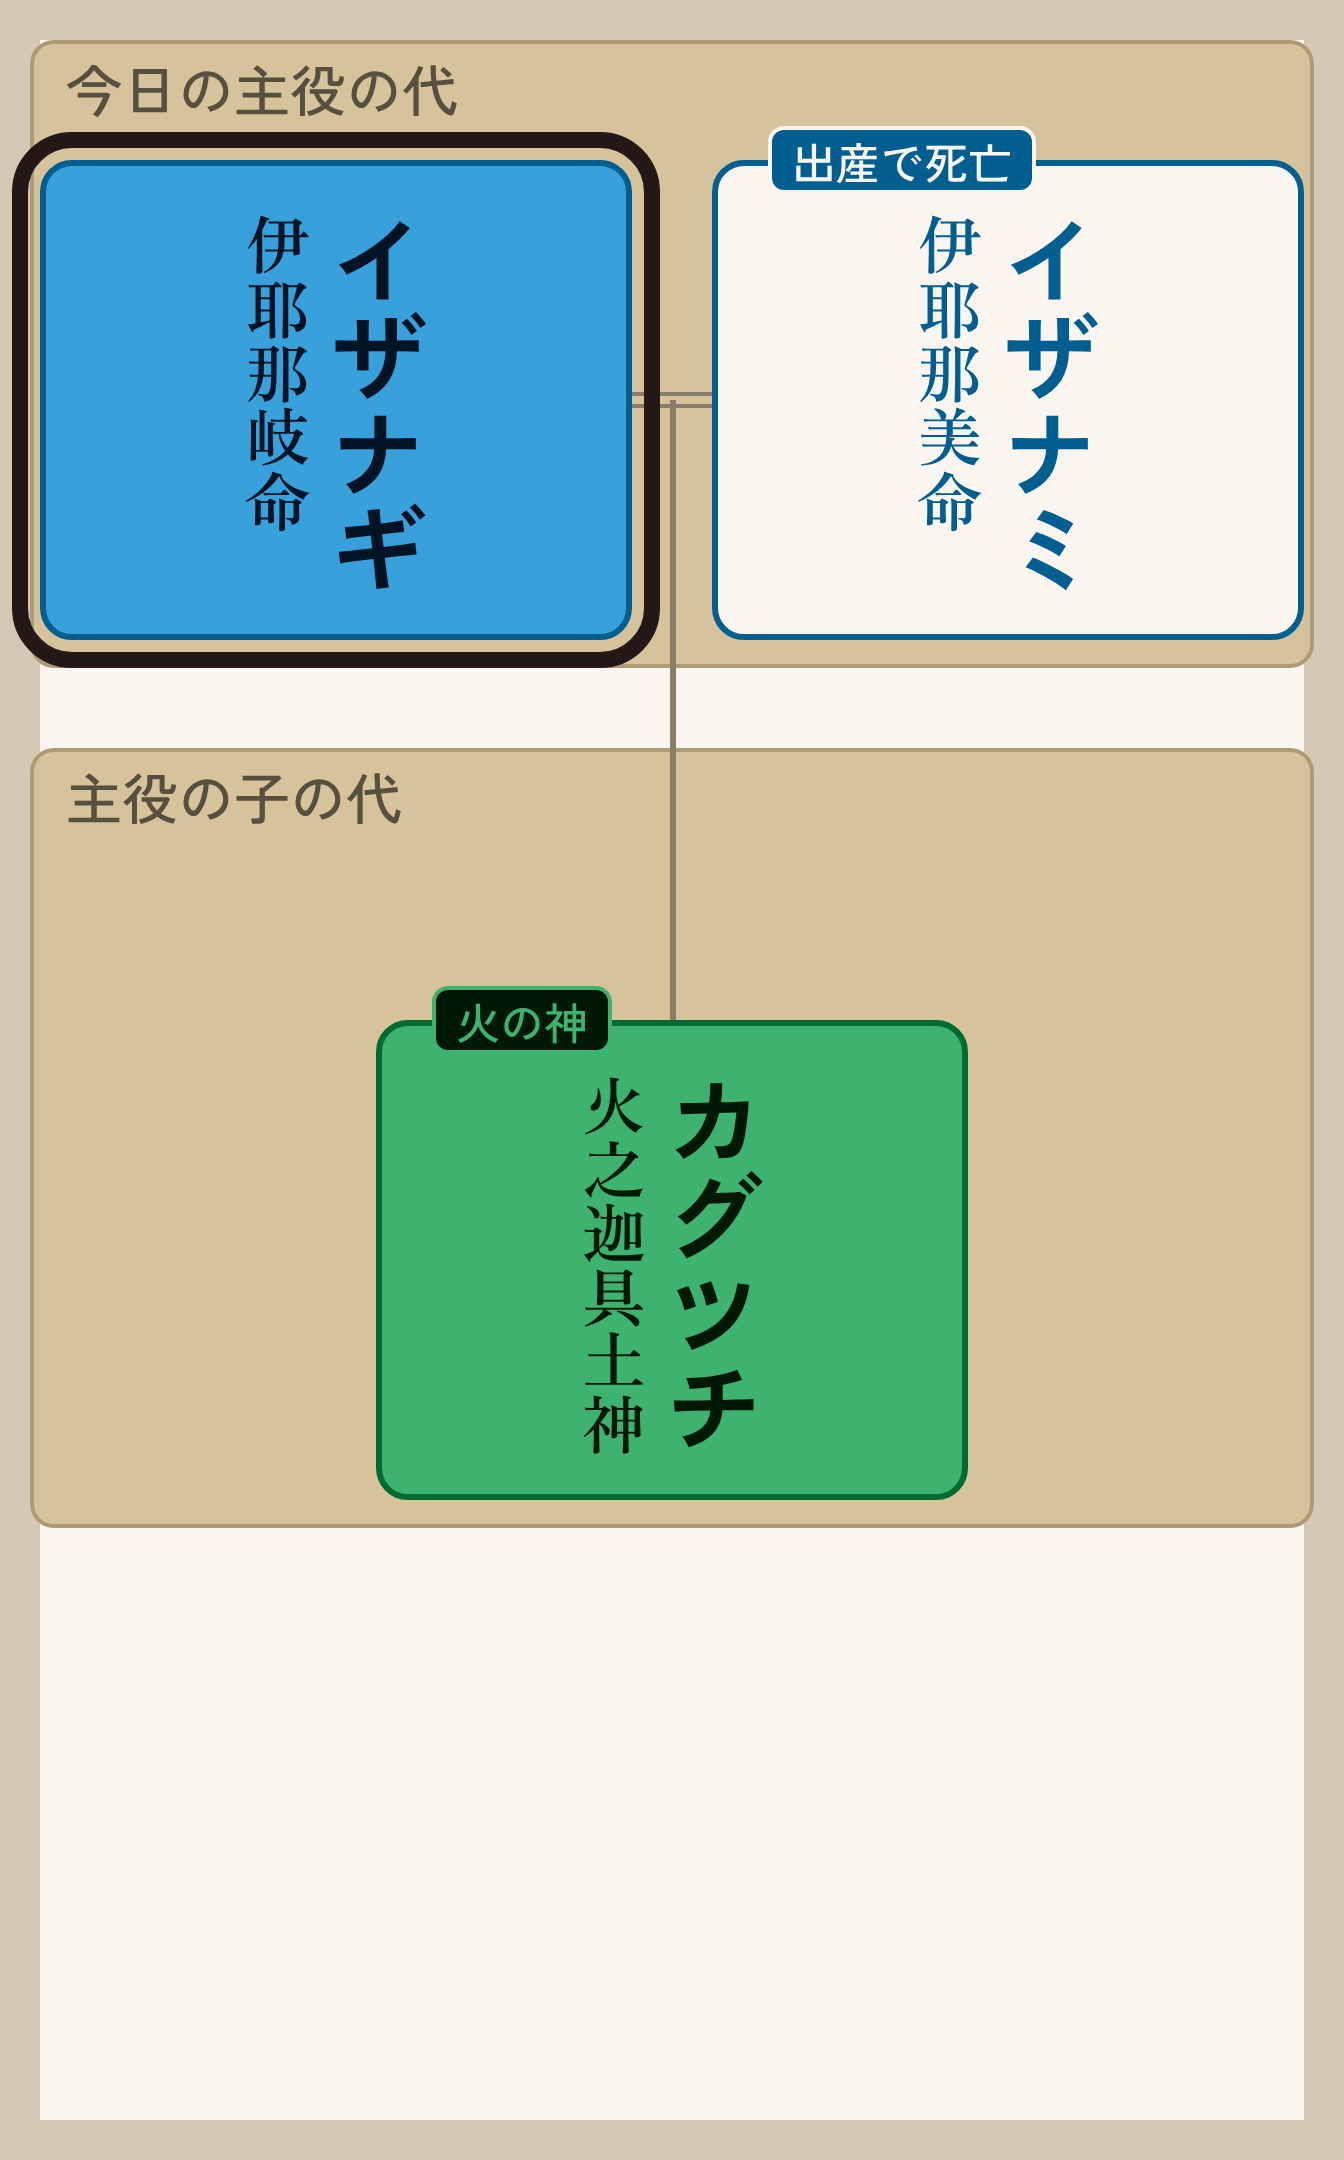 今日の主役の代
イザナギ
伊耶那岐命
出産で死亡
イザナミ
伊耶那美命
主役の子の代
火の神
カグツチ
火之迦具土神